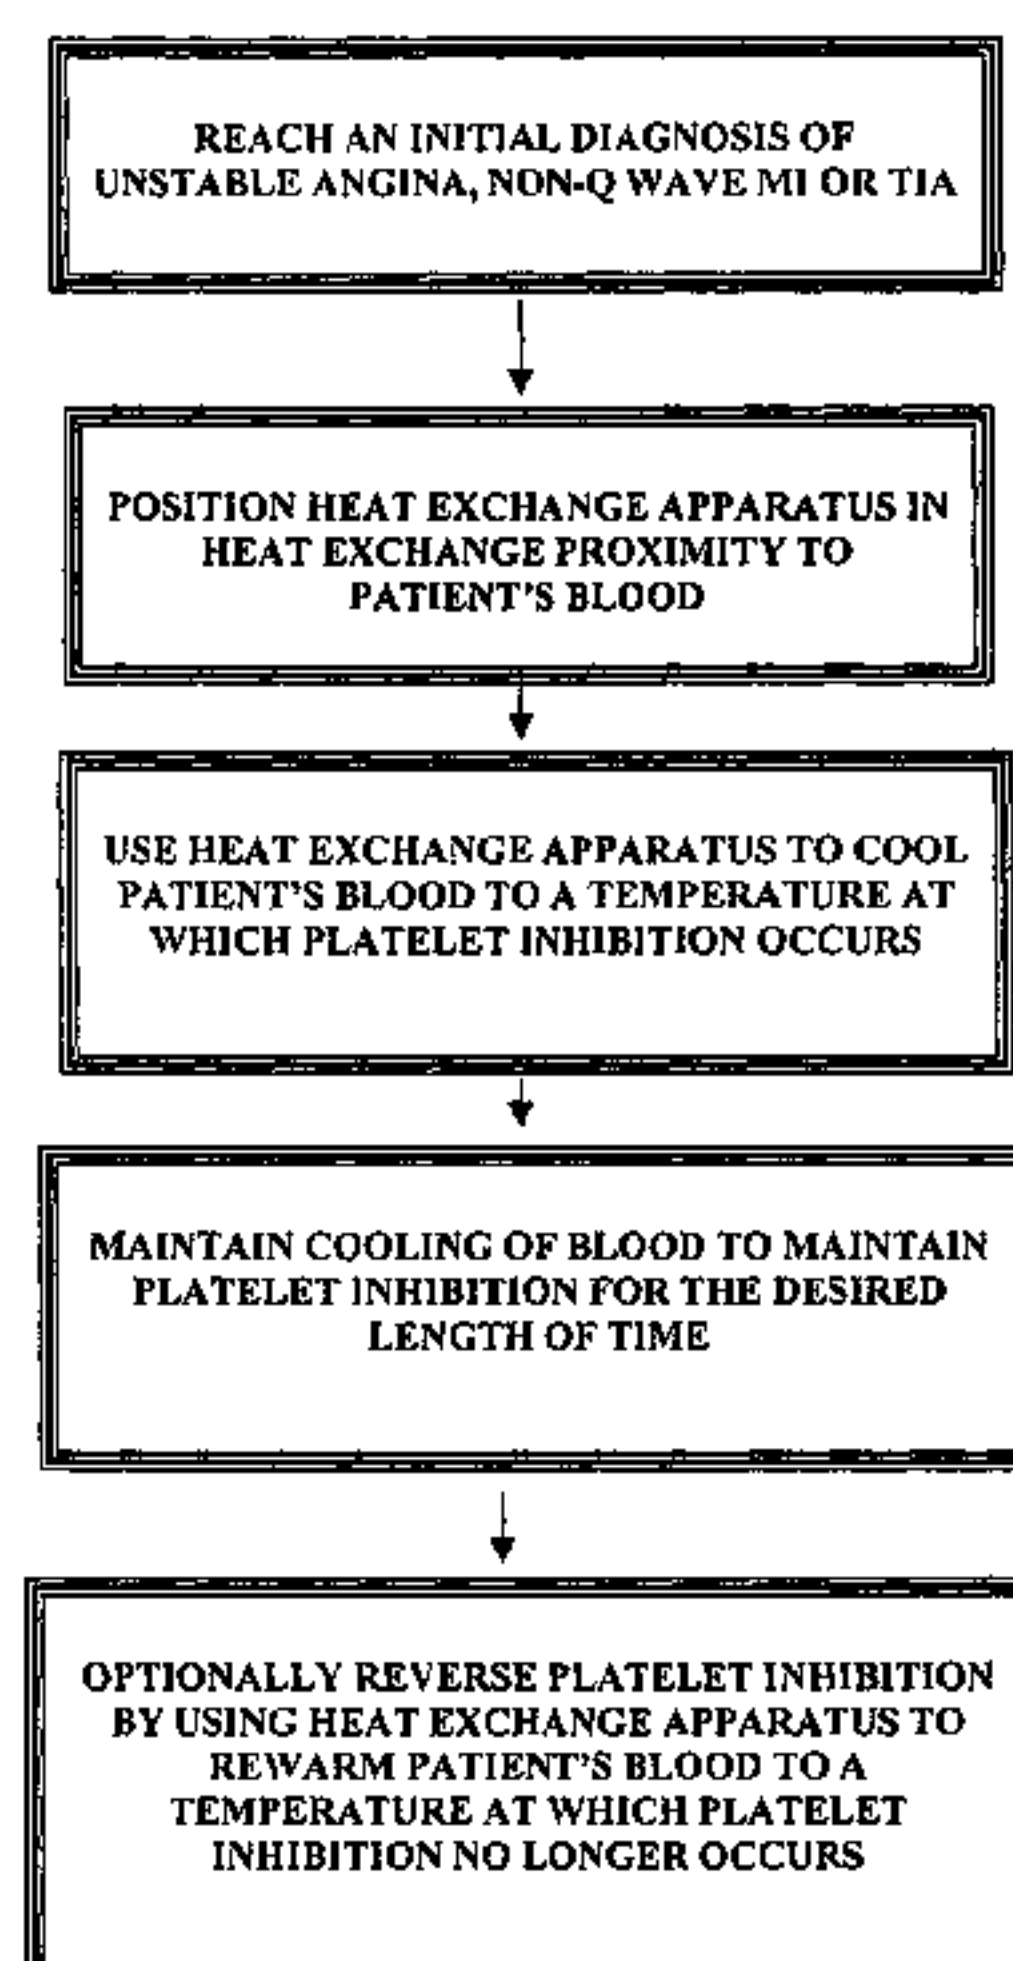 REACH AN INITIAL DIAGNOSIS OF
UNSTABLE ANGINA, NON-Q WAVE MI OR TIA
POSITION HEAT EXCHANGE APPARATUS IN
HEAT EXCHANGE PROXIMITY TO
PATIENT'S BLOOD
USE HEAT EXCHANGE APPARATUS TO COOL
PATIENT'S BLOOD TO A TEMPERATURE AT
WHICH PLATELET INHIBITION OCCURS
MAINTAIN COOLING OF BLOOD TO MAINTAIN
PLATELET INHIBITION FOR THE DESIRED
LENGTH OF TIME
OPTIONALLY REVERSE PLATELET INHIBITION
BY USING HEAT EXCHANGE APPARATUS TO
REWARM PATIENT'S BLOOD TO A
TEMPERATURE AT WHICH PLATELET
INHIBITION NO LONGER OCCURS